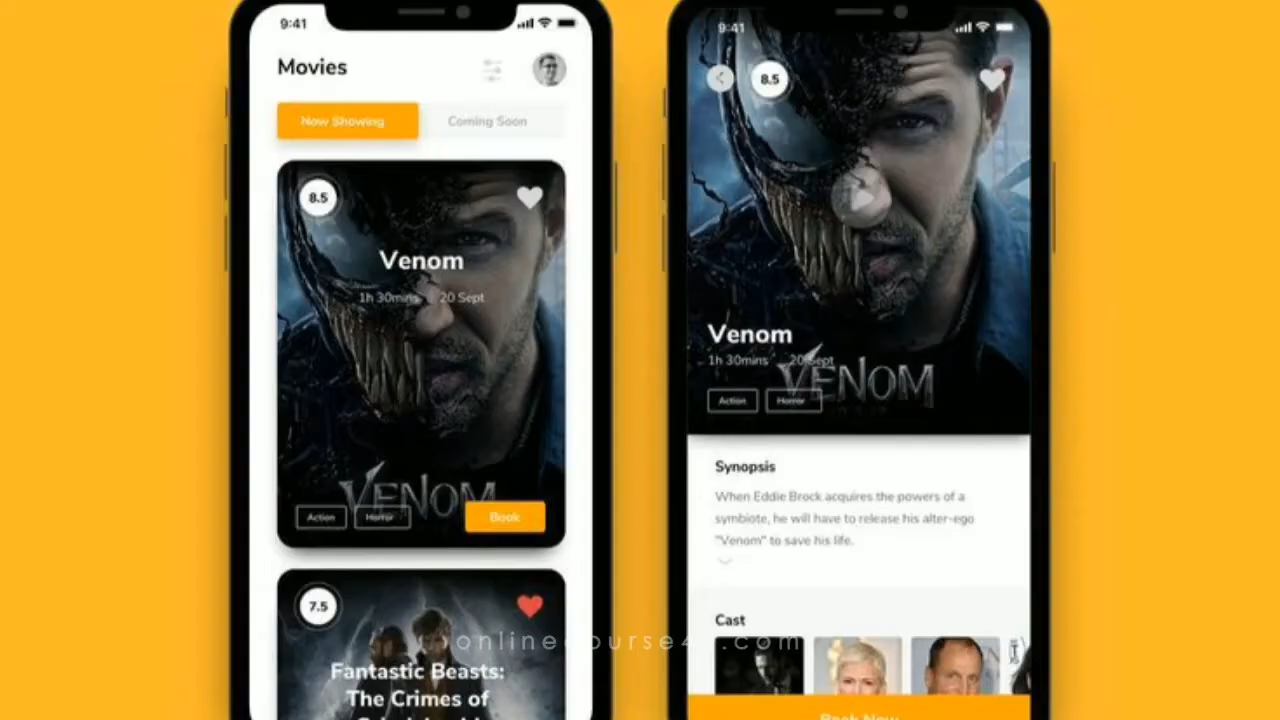 9:41
Movies
Now Showing
Coming Soon
8.5
Venom
1h 30mins
20 Sept
VENOM
Action
Horror
Book
7.5
Fantastic Beasts:
The Crimes of
9:41
8.5
Venom
1h 30mins
20 Sept
VENOM
Action
Horror
Synopsis
When Eddie Brock acquires the powers of a
symbiote, he will have to release his alter-ego
"Venom" to save his life.
Cast
Book Now